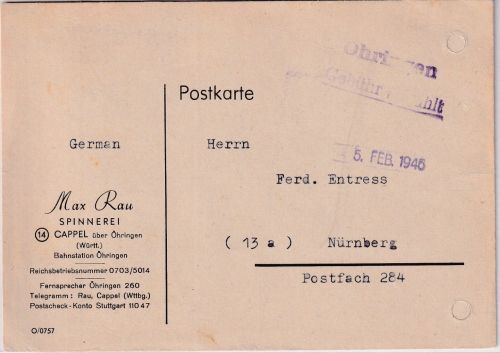 Öhringen
Gebühr bezahlt
5. FEB. 1946
Postkarte
German
Herrn
Ferd. Entress
( 13 a ) Nürnberg
Postfach 284
Max Rau
SPINNEREI
14 CAPPEL über Öhringen
(Württ.)
Bahnstation Öhringen
Reichsbetriebsnummer 0703/5014
Fernsprecher Öhringen 260
Telegramm: Rau, Cappel (Wttbg.)
Postscheck-Konto Stuttgart 11047
O/0757